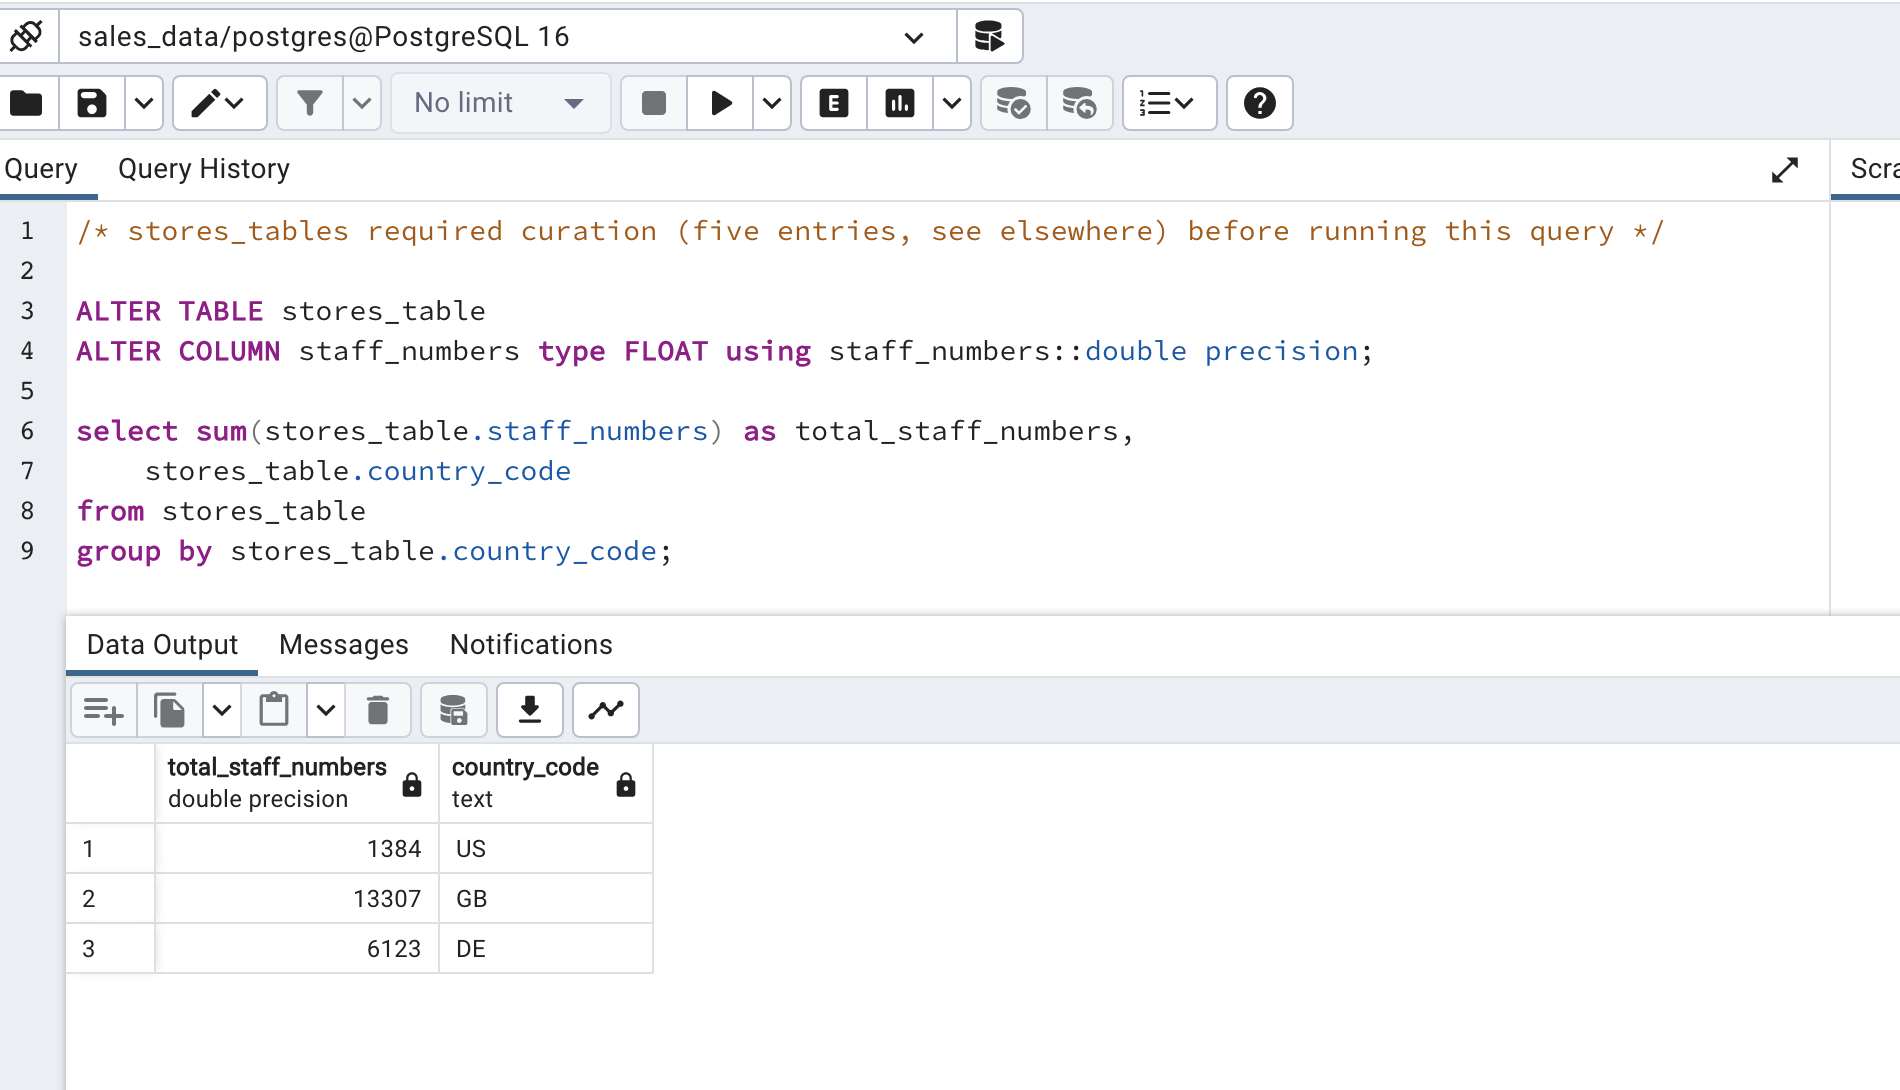 sales_data/postgres@PostgreSQL 16
No limit
E
Query Query History Scra
1 /* stores_tables required curation (five entries, see elsewhere) before running this query */
2
3 ALTER TABLE stores_table
4 ALTER COLUMN staff_numbers type FLOAT using staff_numbers::double precision;
5
6 select sum(stores_table.staff_numbers) as total_staff_numbers,
7 stores_table.country_code
8 from stores_table
9 group by stores_table.country_code;
Data Output Messages Notifications
total_staff_numbers country_code
double precision text
1 1384 US
2 13307 GB
3 6123 DE